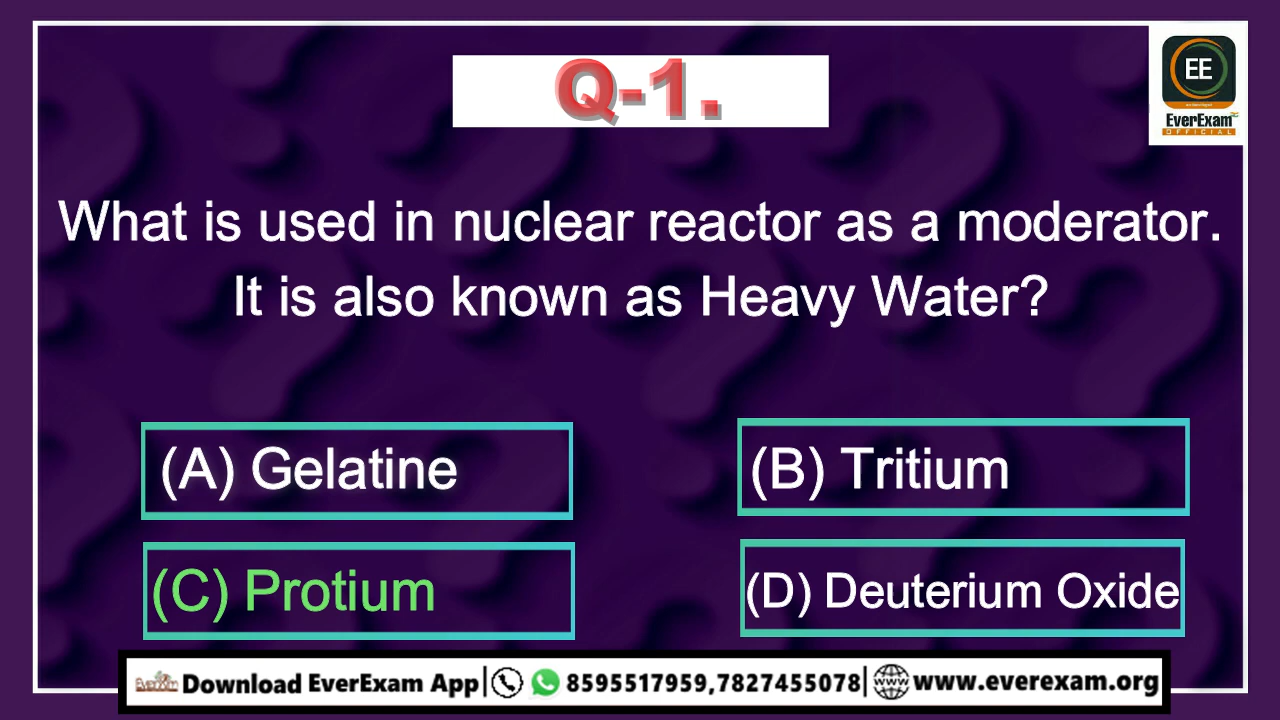 Q-1.
EE
EverExam
OFFICIAL
What is used in nuclear reactor as a moderator.
It is also known as Heavy Water?
(A) Gelatine
(B) Tritium
(C) Protium
(D) Deuterium Oxide
Download EverExam App| 8595517959,7827455078| www.everexam.org